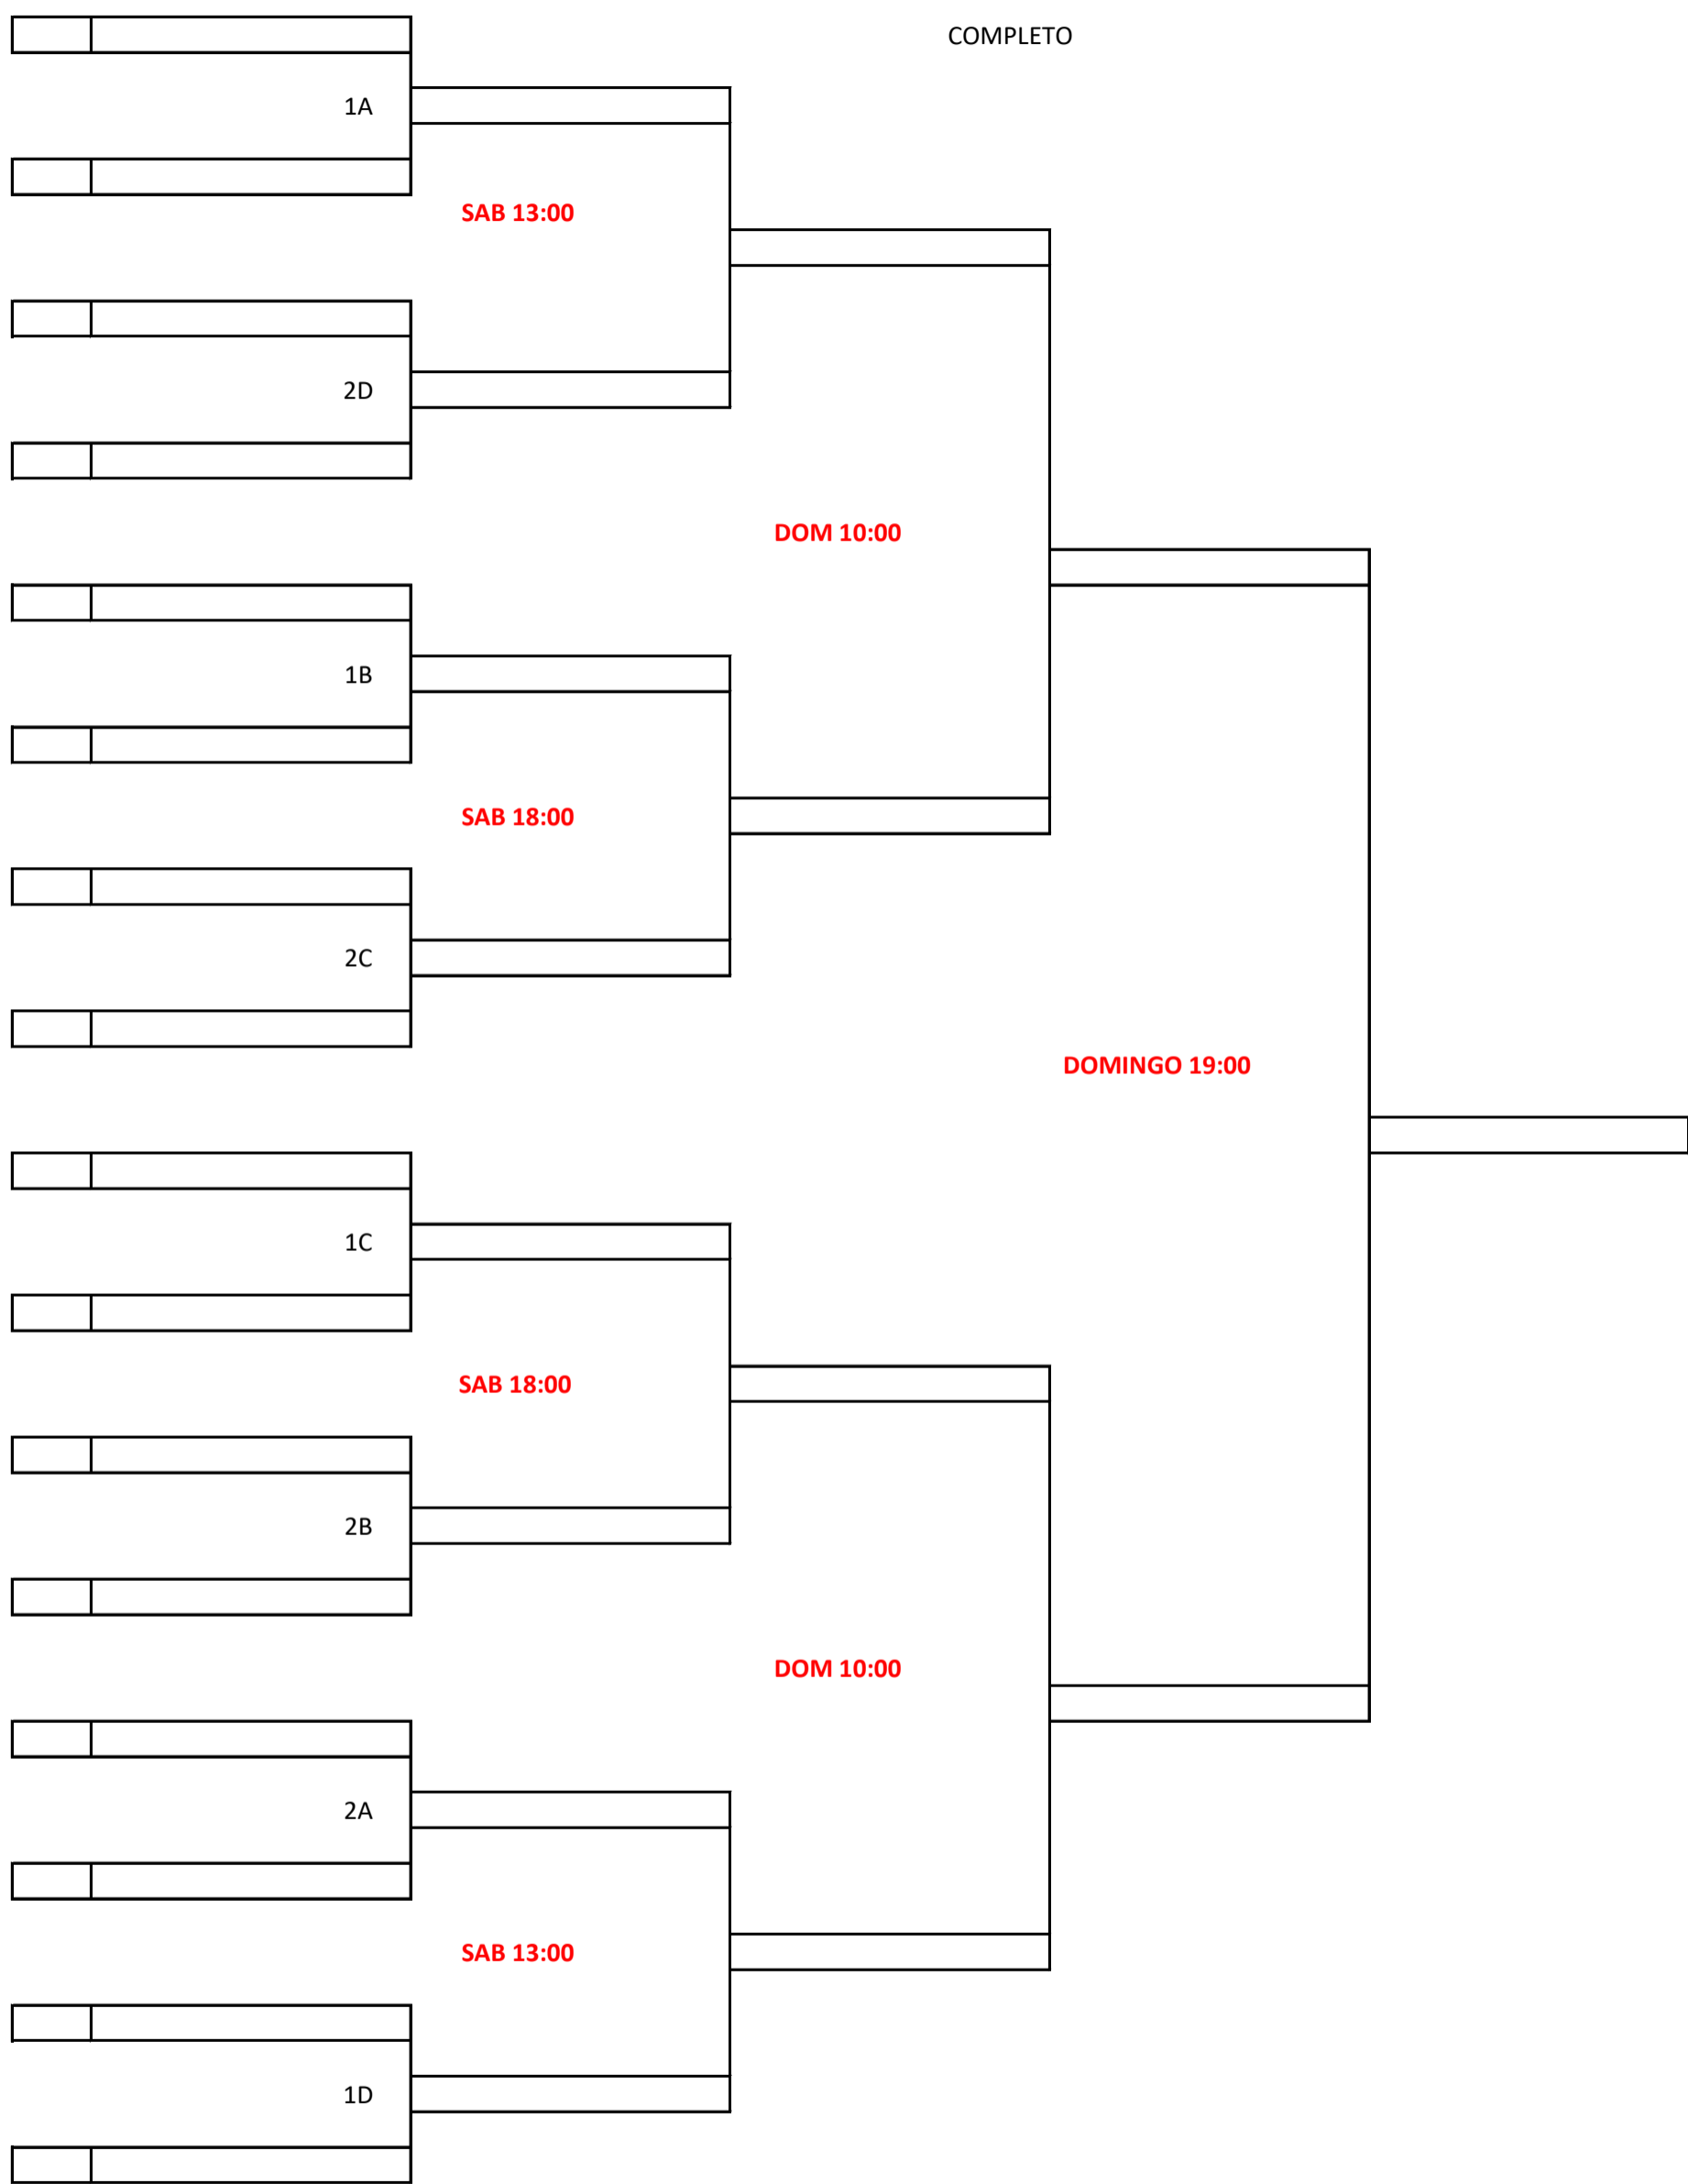 COMPLETO
1A
SAB 13:00
2D
DOM 10:00
1B
SAB 18:00
2C
DOMINGO 19:00
1C
SAB 18:00
2B
DOM 10:00
2A
SAB 13:00
1D